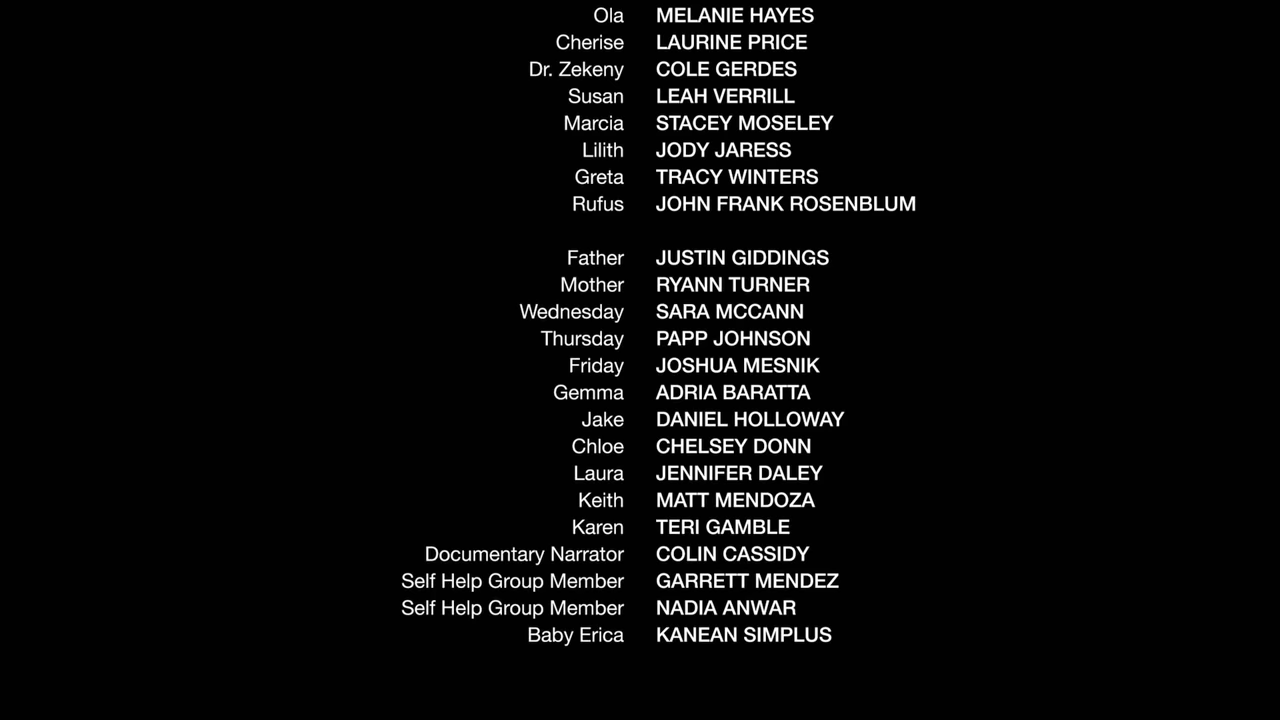 Ola MELANIE HAYES
Cherise LAURINE PRICE
Dr. Zekeny COLE GERDES
Susan LEAH VERRILL
Marcia STACEY MOSELEY
Lilith JODY JARESS
Greta TRACY WINTERS
Rufus JOHN FRANK ROSENBLUM
Father JUSTIN GIDDINGS
Mother RYANN TURNER
Wednesday SARA MCCANN
Thursday PAPP JOHNSON
Friday JOSHUA MESNIK
Gemma ADRIA BARATTA
Jake DANIEL HOLLOWAY
Chloe CHELSEY DONN
Laura JENNIFER DALEY
Keith MATT MENDOZA
Karen TERI GAMBLE
Documentary Narrator COLIN CASSIDY
Self Help Group Member GARRETT MENDEZ
Self Help Group Member NADIA ANWAR
Baby Erica KANEAN SIMPLUS